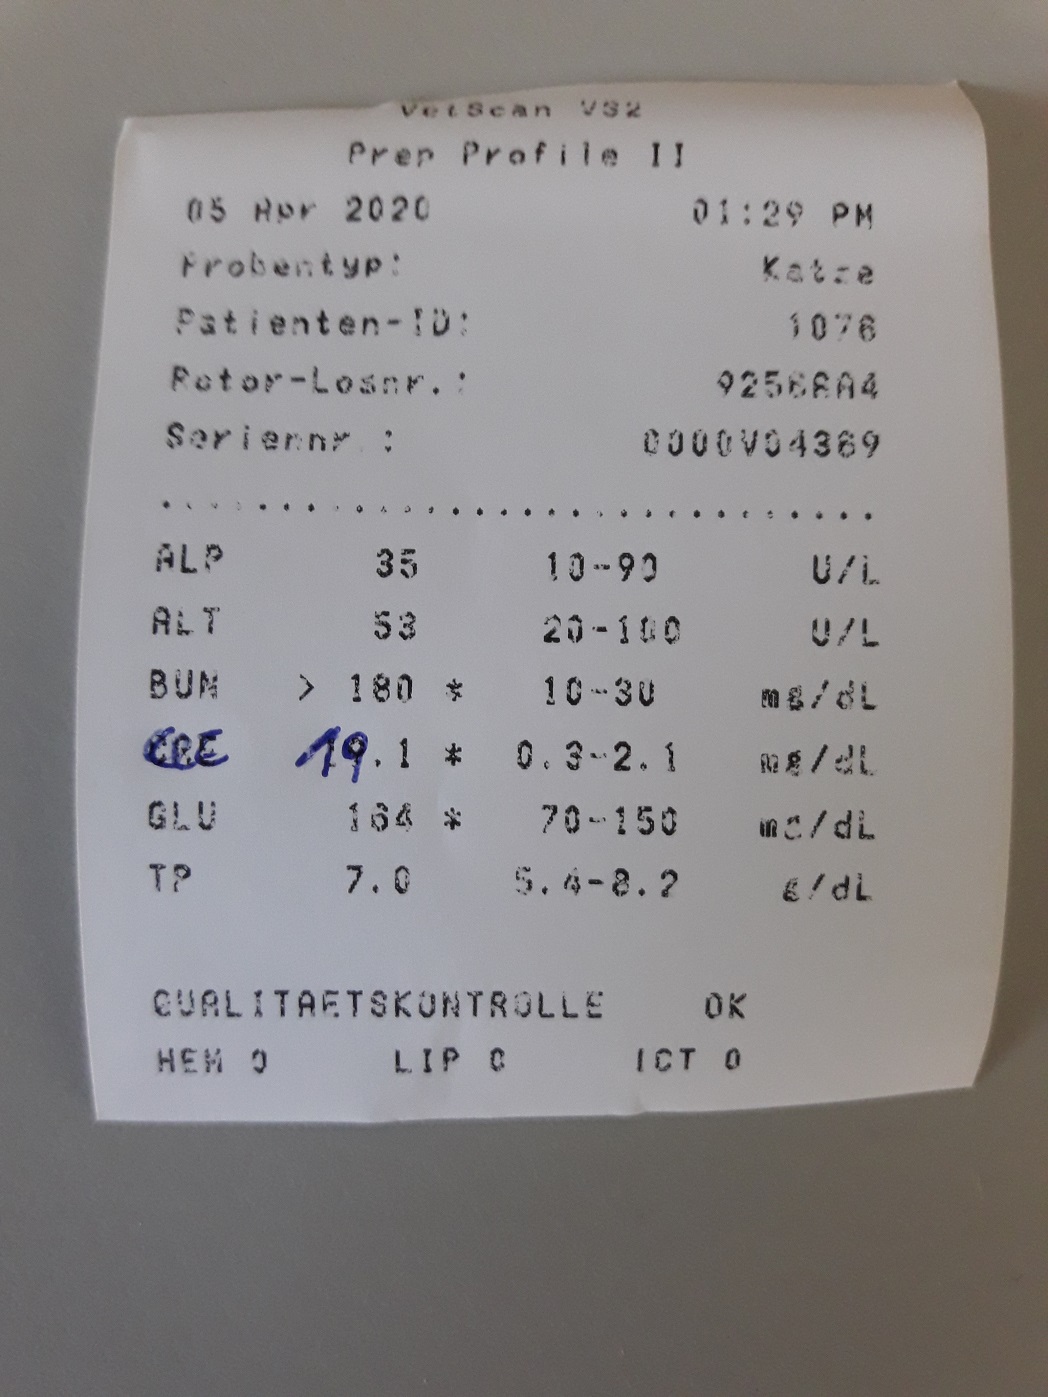 VetScan VS2
Prep Profile II
05 Apr 2020 01:29 PM
Probentyp: Katze
Patienten-ID: 1076
Rotor-Losnr.: 9256AA4
Seriennr.: 0000V04369
ALP 35 10-90 U/L
ALT 53 20-100 U/L
BUN > 180 * 10-30 mg/dL
CRE 19.1 * 0.3-2.1 mg/dL
GLU 164 * 70-150 mg/dL
TP 7.0 5.4-8.2 g/dL
QUALITAETSKONTROLLE OK
HEM 0 LIP 0 ICT 0